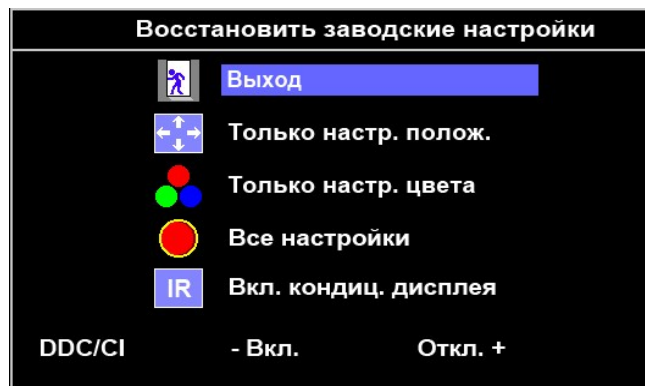 Восстановить заводские настройки
Выход
Только настр. полож.
Только настр. цвета
Все настройки
IR Вкл. кондиц. дисплея
DDC/CI - Вкл. Откл. +